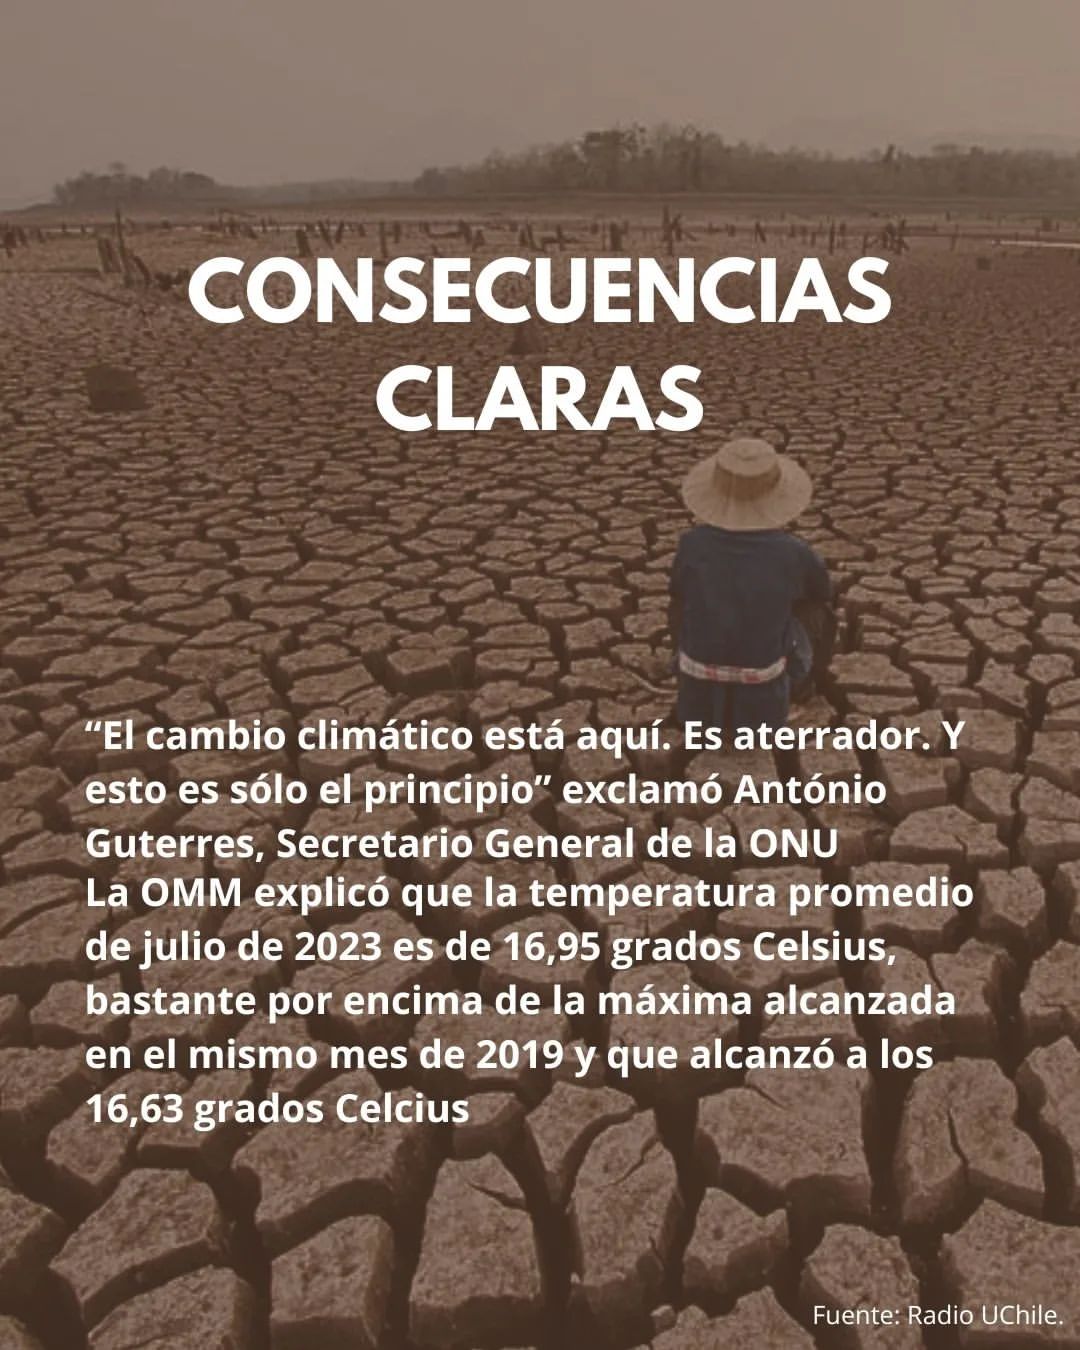 CONSECUENCIAS
CLARAS
“El cambio climático está aquí. Es aterrador. Y
esto es sólo el principio” exclamó António
Guterres, Secretario General de la ONU
La OMM explicó que la temperatura promedio
de julio de 2023 es de 16,95 grados Celsius,
bastante por encima de la máxima alcanzada
en el mismo mes de 2019 y que alcanzó a los
16,63 grados Celcius
Fuente: Radio UChile.